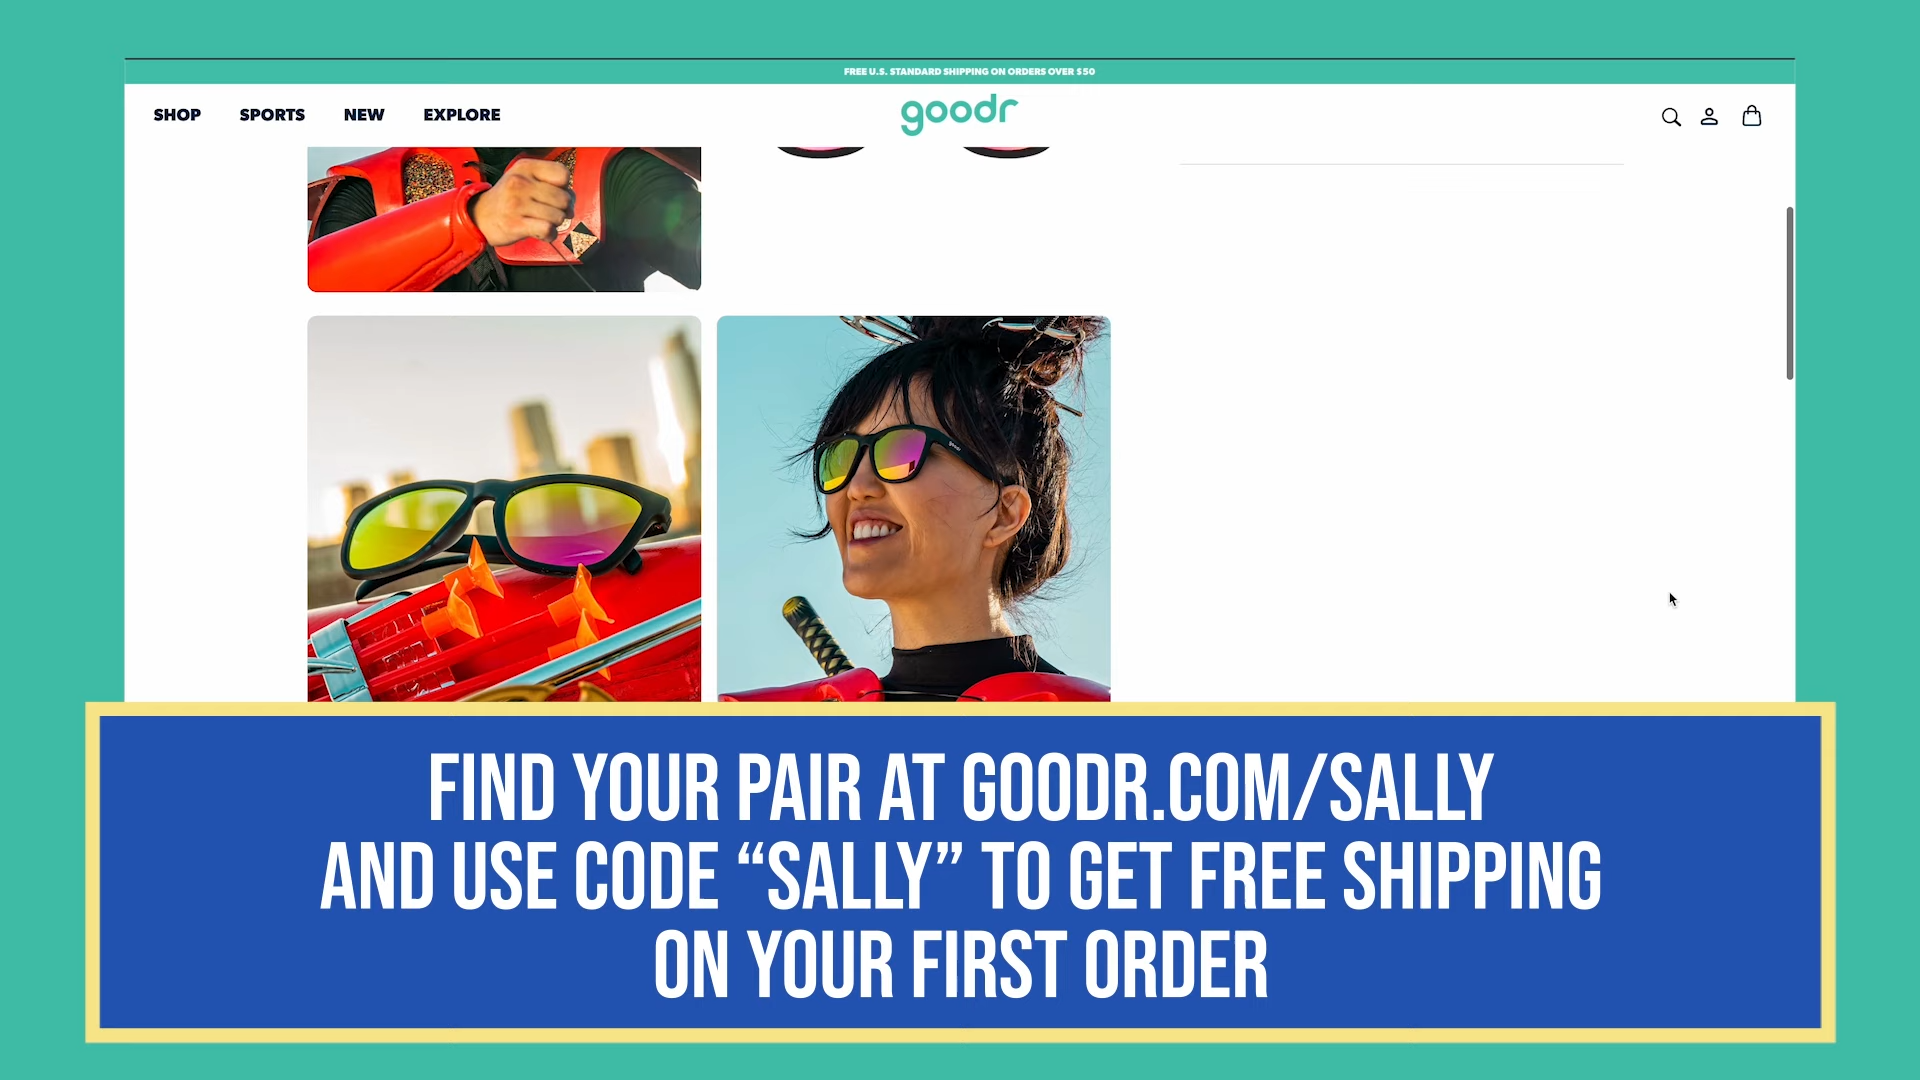 FREE U.S. STANDARD SHIPPING ON ORDERS OVER $50
SHOP SPORTS NEW EXPLORE
goodr
goodr
FIND YOUR PAIR AT GOODR.COM/SALLY
AND USE CODE “SALLY” TO GET FREE SHIPPING
ON YOUR FIRST ORDER